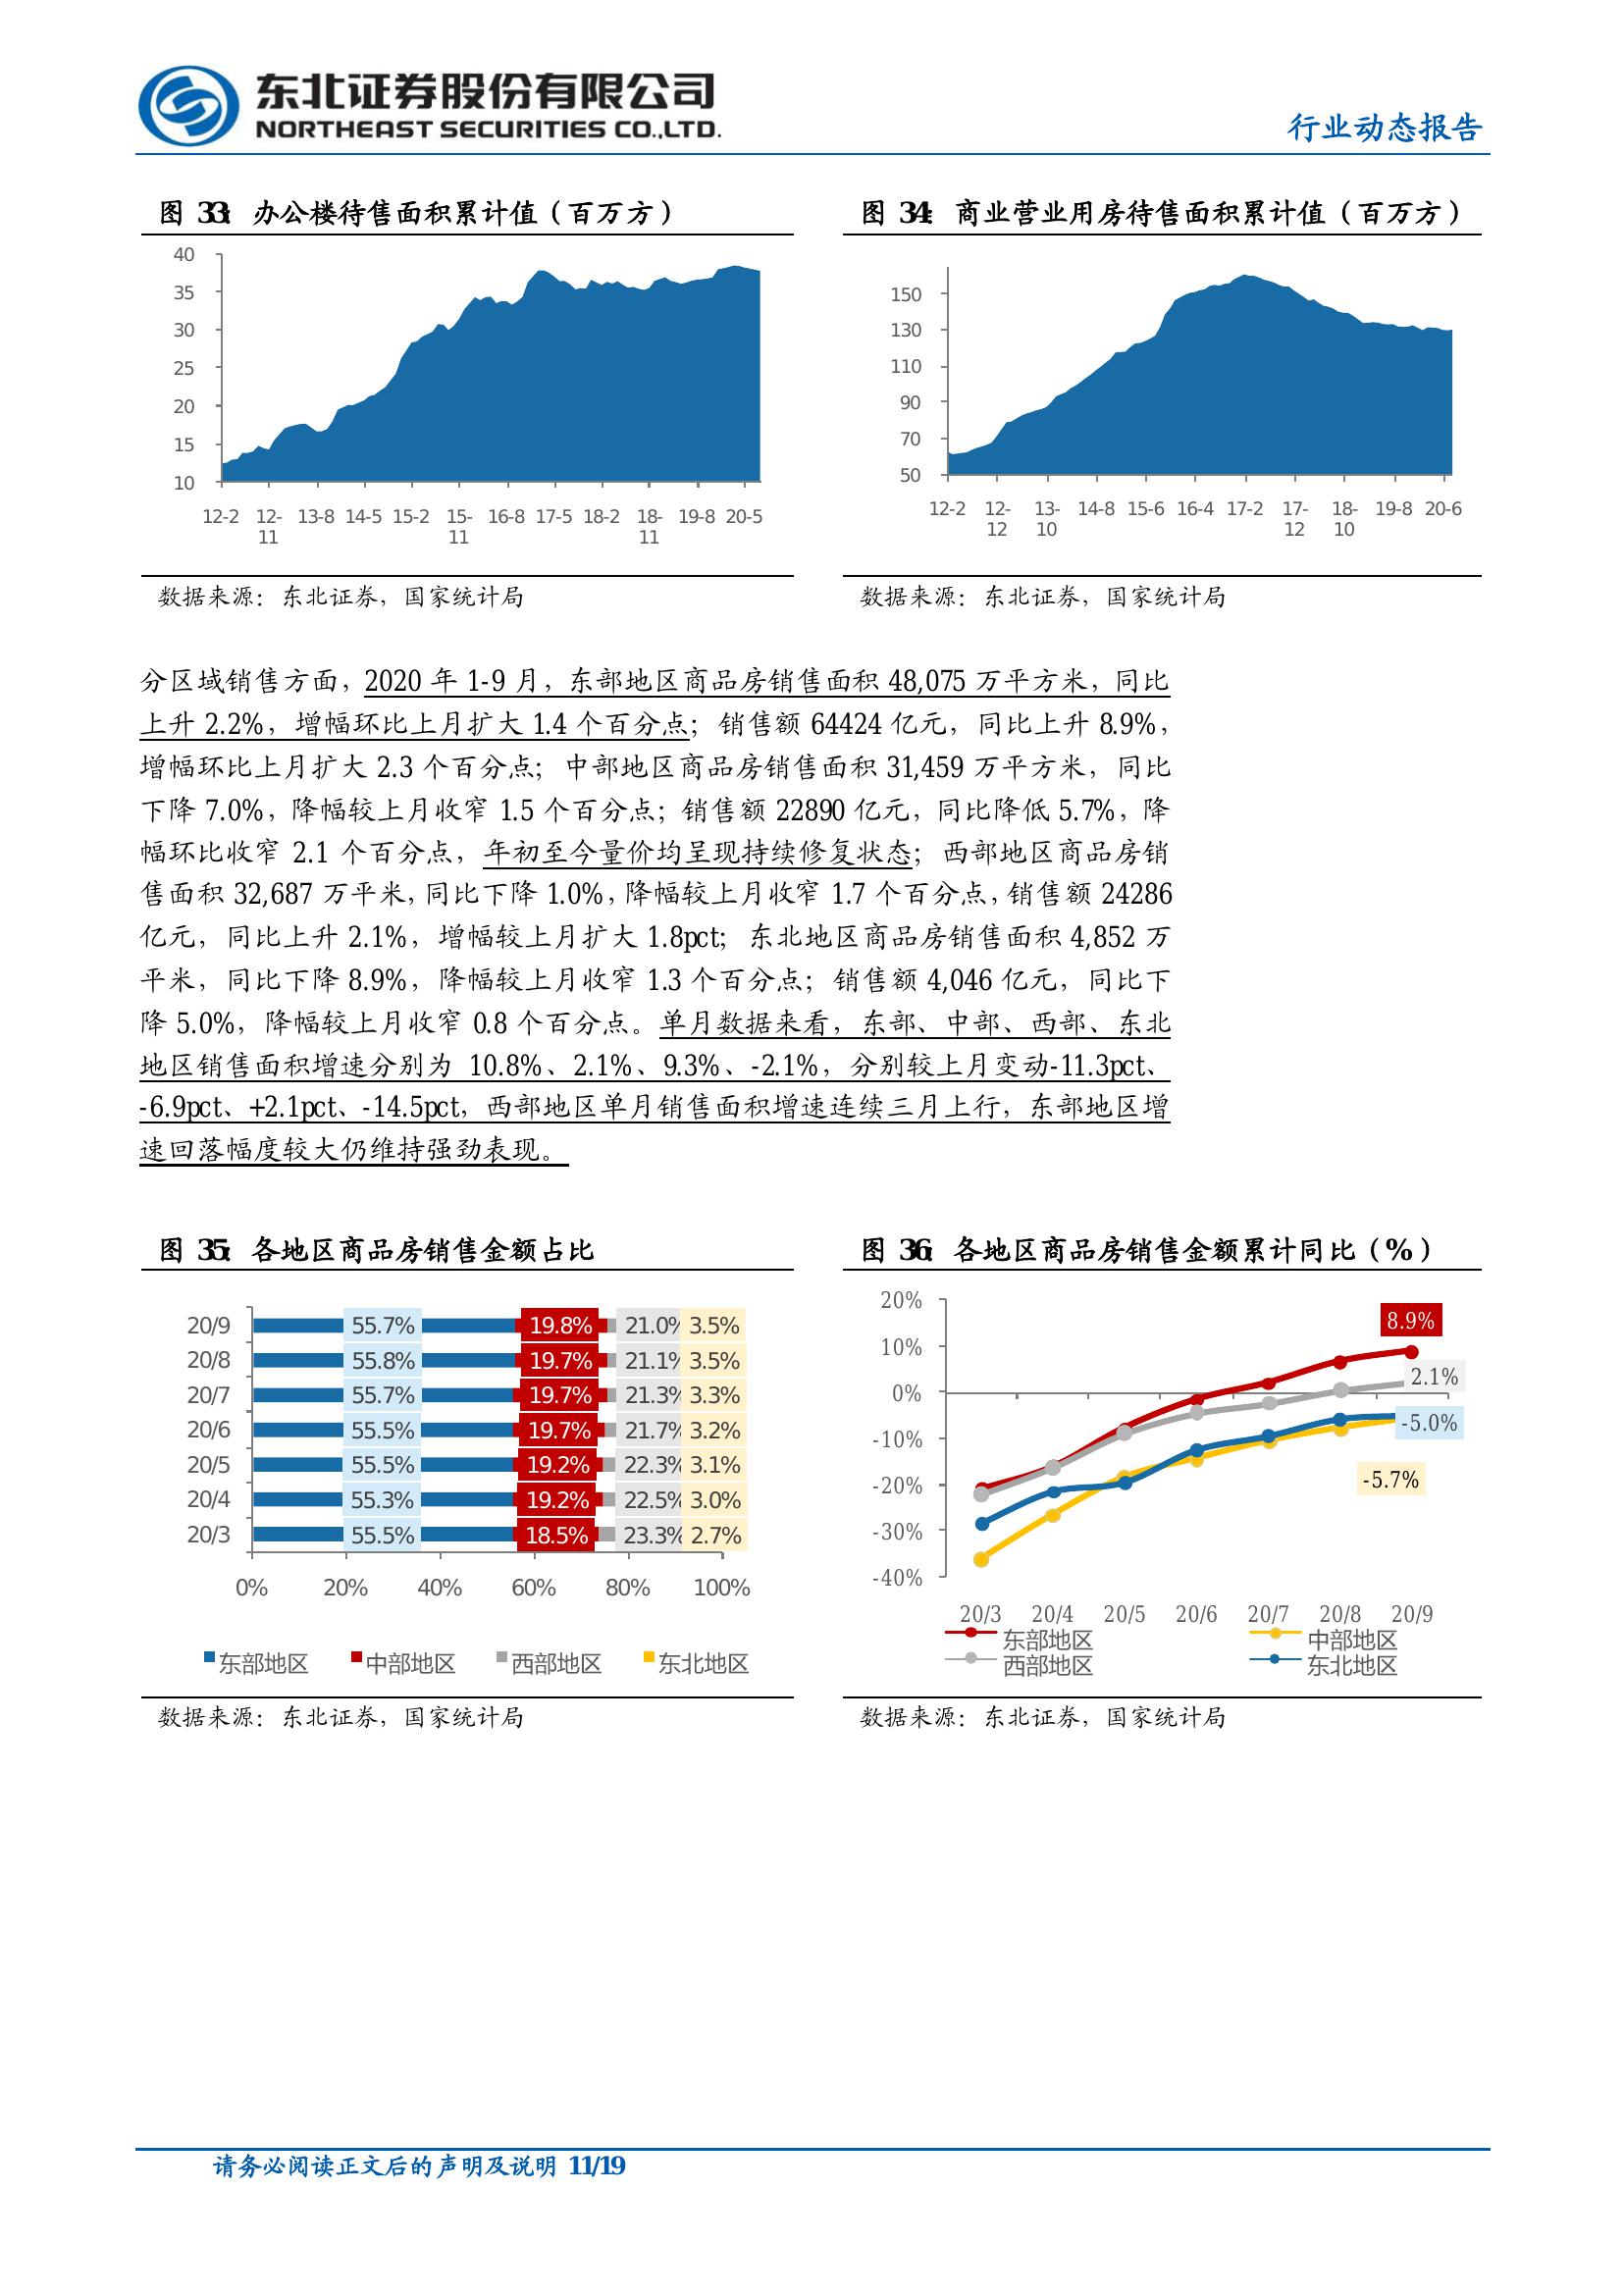 东北证券股份有限公司
NORTHEAST SECURITIES CO.,LTD.
行业动态报告
图 33: 办公楼待售面积累计值（百万方）
40
35
30
25
20
15
10
12-2 12-11 13-8 14-5 15-2 15-11 16-8 17-5 18-2 18-11 19-8 20-5
数据来源：东北证券，国家统计局
图 34: 商业营业用房待售面积累计值（百万方）
150
130
110
90
70
50
12-2 12-12 13-10 14-8 15-6 16-4 17-2 17-12 18-10 19-8 20-6
数据来源：东北证券，国家统计局
分区域销售方面，2020 年 1-9 月，东部地区商品房销售面积 48,075 万平方米，同比
上升 2.2%，增幅环比上月扩大 1.4 个百分点；销售额 64424 亿元，同比上升 8.9%，
增幅环比上月扩大 2.3 个百分点；中部地区商品房销售面积 31,459 万平方米，同比
下降 7.0%，降幅较上月收窄 1.5 个百分点；销售额 22890 亿元，同比降低 5.7%，降
幅环比收窄 2.1 个百分点，年初至今量价均呈现持续修复状态；西部地区商品房销
售面积 32,687 万平米，同比下降 1.0%，降幅较上月收窄 1.7 个百分点，销售额 24286
亿元，同比上升 2.1%，增幅较上月扩大 1.8pct；东北地区商品房销售面积 4,852 万
平米，同比下降 8.9%，降幅较上月收窄 1.3 个百分点；销售额 4,046 亿元，同比下
降 5.0%，降幅较上月收窄 0.8 个百分点。单月数据来看，东部、中部、西部、东北
地区销售面积增速分别为 10.8%、2.1%、9.3%、-2.1%，分别较上月变动-11.3pct、
-6.9pct、+2.1pct、-14.5pct，西部地区单月销售面积增速连续三月上行，东部地区增
速回落幅度较大仍维持强劲表现。
图 35: 各地区商品房销售金额占比
20/9 55.7% 19.8% 21.0% 3.5%
20/8 55.8% 19.7% 21.1% 3.5%
20/7 55.7% 19.7% 21.3% 3.3%
20/6 55.5% 19.7% 21.7% 3.2%
20/5 55.5% 19.2% 22.3% 3.1%
20/4 55.3% 19.2% 22.5% 3.0%
20/3 55.5% 18.5% 23.3% 2.7%
0% 20% 40% 60% 80% 100%
东部地区 中部地区 西部地区 东北地区
数据来源：东北证券，国家统计局
图 36: 各地区商品房销售金额累计同比（%）
20%
10%
0%
-10%
-20%
-30%
-40%
8.9%
2.1%
-5.0%
-5.7%
20/3 20/4 20/5 20/6 20/7 20/8 20/9
东部地区 中部地区
西部地区 东北地区
数据来源：东北证券，国家统计局
请务必阅读正文后的声明及说明 11/19